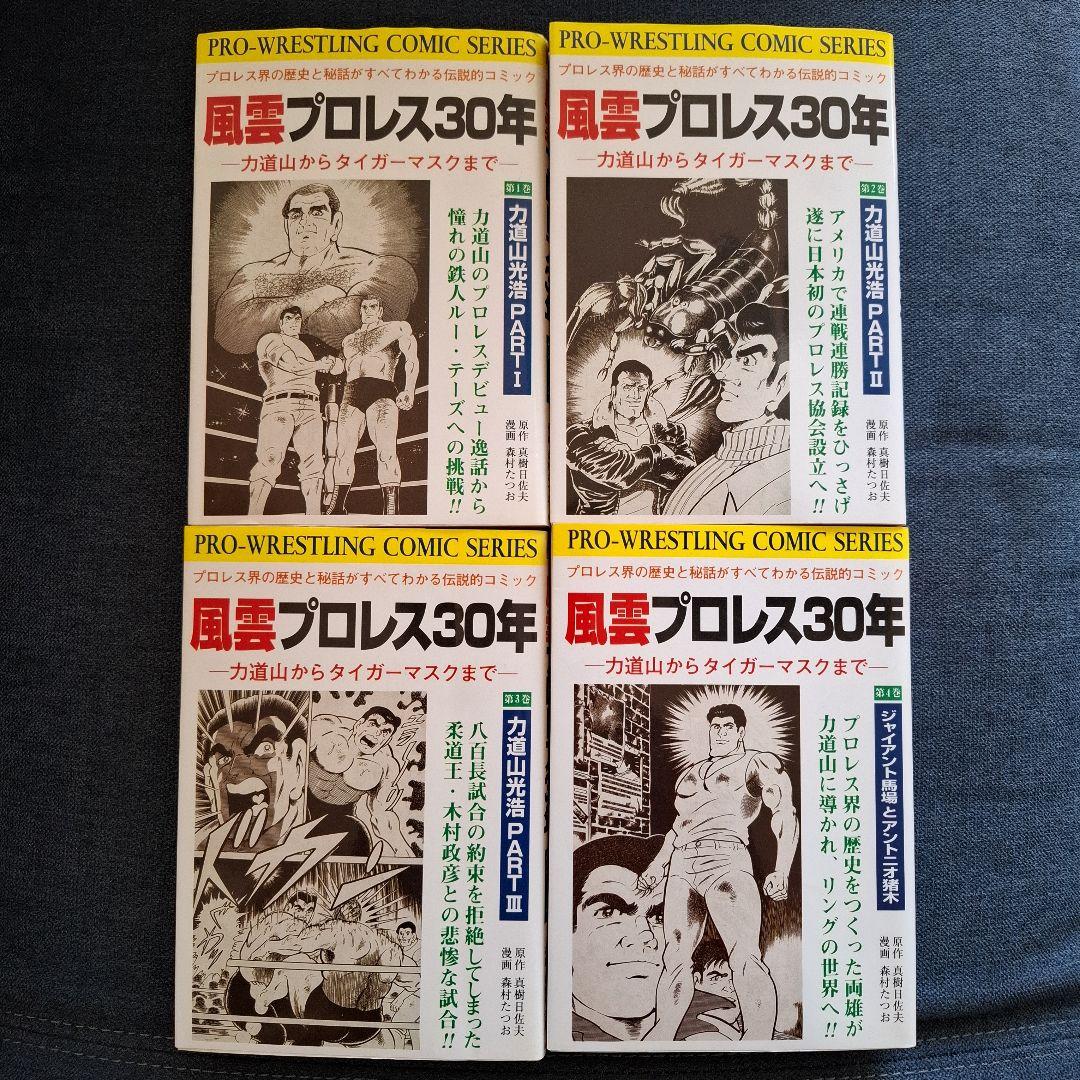 PRO-WRESTLING COMIC SERIES
プロレス界の歴史と秘話がすべてわかる伝説的コミック
風雲プロレス30年
―力道山からタイガーマスクまで―
第1巻
力道山光浩 PART I
力道山のプロレスデビュー逸話から
憧れの鉄人ルー・テーズへの挑戦!!
原作 真樹日佐夫
漫画 森村たつお
PRO-WRESTLING COMIC SERIES
プロレス界の歴史と秘話がすべてわかる伝説的コミック
風雲プロレス30年
―力道山からタイガーマスクまで―
第2巻
力道山光浩 PART II
アメリカで連戦連勝記録をひっさげ
遂に日本初のプロレス協会設立へ!!
原作 真樹日佐夫
漫画 森村たつお
PRO-WRESTLING COMIC SERIES
プロレス界の歴史と秘話がすべてわかる伝説的コミック
風雲プロレス30年
―力道山からタイガーマスクまで―
第3巻
力道山光浩 PART III
八百長試合の約束を拒絶してしまった
柔道王・木村政彦との悲惨な試合!!
原作 真樹日佐夫
漫画 森村たつお
PRO-WRESTLING COMIC SERIES
プロレス界の歴史と秘話がすべてわかる伝説的コミック
風雲プロレス30年
―力道山からタイガーマスクまで―
第4巻
ジャイアント馬場とアントニオ猪木
プロレス界の歴史をつくった両雄が
力道山に導かれ、リングの世界へ!!
原作 真樹日佐夫
漫画 森村たつお